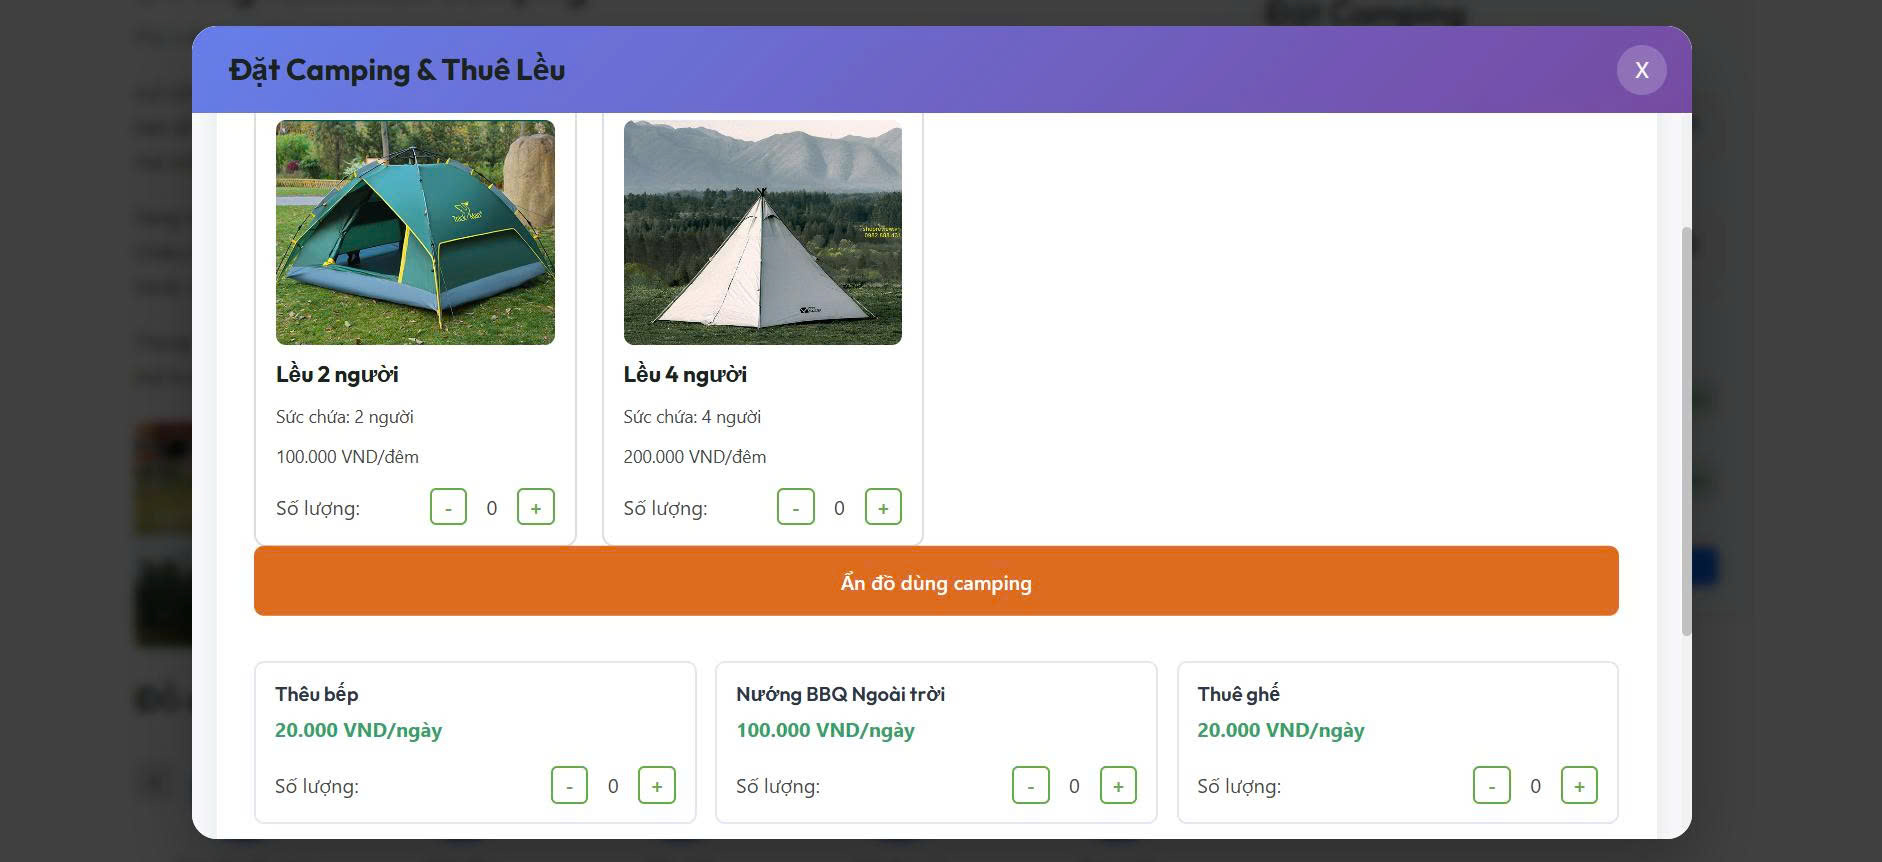 Đặt Camping & Thuê Lều
X
Lều 2 người
Sức chứa: 2 người
100.000 VND/đêm
Số lượng: - 0 +
Lều 4 người
Sức chứa: 4 người
200.000 VND/đêm
Số lượng: - 0 +
Ẩn đồ dùng camping
Thêu bếp
20.000 VND/ngày
Số lượng: - 0 +
Nướng BBQ Ngoài trời
100.000 VND/ngày
Số lượng: - 0 +
Thuê ghế
20.000 VND/ngày
Số lượng: - 0 +